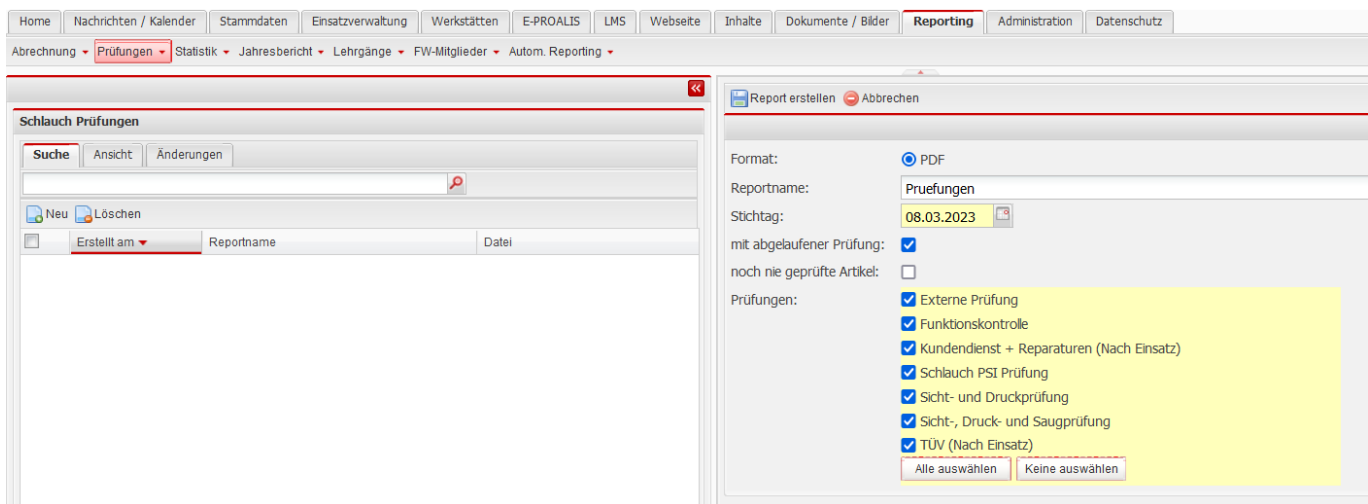 Home Nachrichten / Kalender Stammdaten Einsatzverwaltung Werkstätten E-PROALIS LMS Webseite Inhalte Dokumente / Bilder Reporting Administration Datenschutz
Abrechnung Prüfungen Statistik Jahresbericht Lehrgänge FW-Mitglieder Autom. Reporting
Schlauch Prüfungen
Suche Ansicht Änderungen
Neu Löschen
Erstellt am Reportname Datei
Report erstellen Abbrechen
Format: PDF
Reportname: Pruefungen
Stichtag: 08.03.2023
mit abgelaufener Prüfung:
noch nie geprüfte Artikel:
Prüfungen: Externe Prüfung
Funktionskontrolle
Kundendienst + Reparaturen (Nach Einsatz)
Schlauch PSI Prüfung
Sicht- und Druckprüfung
Sicht-, Druck- und Saugprüfung
TÜV (Nach Einsatz)
Alle auswählen Keine auswählen